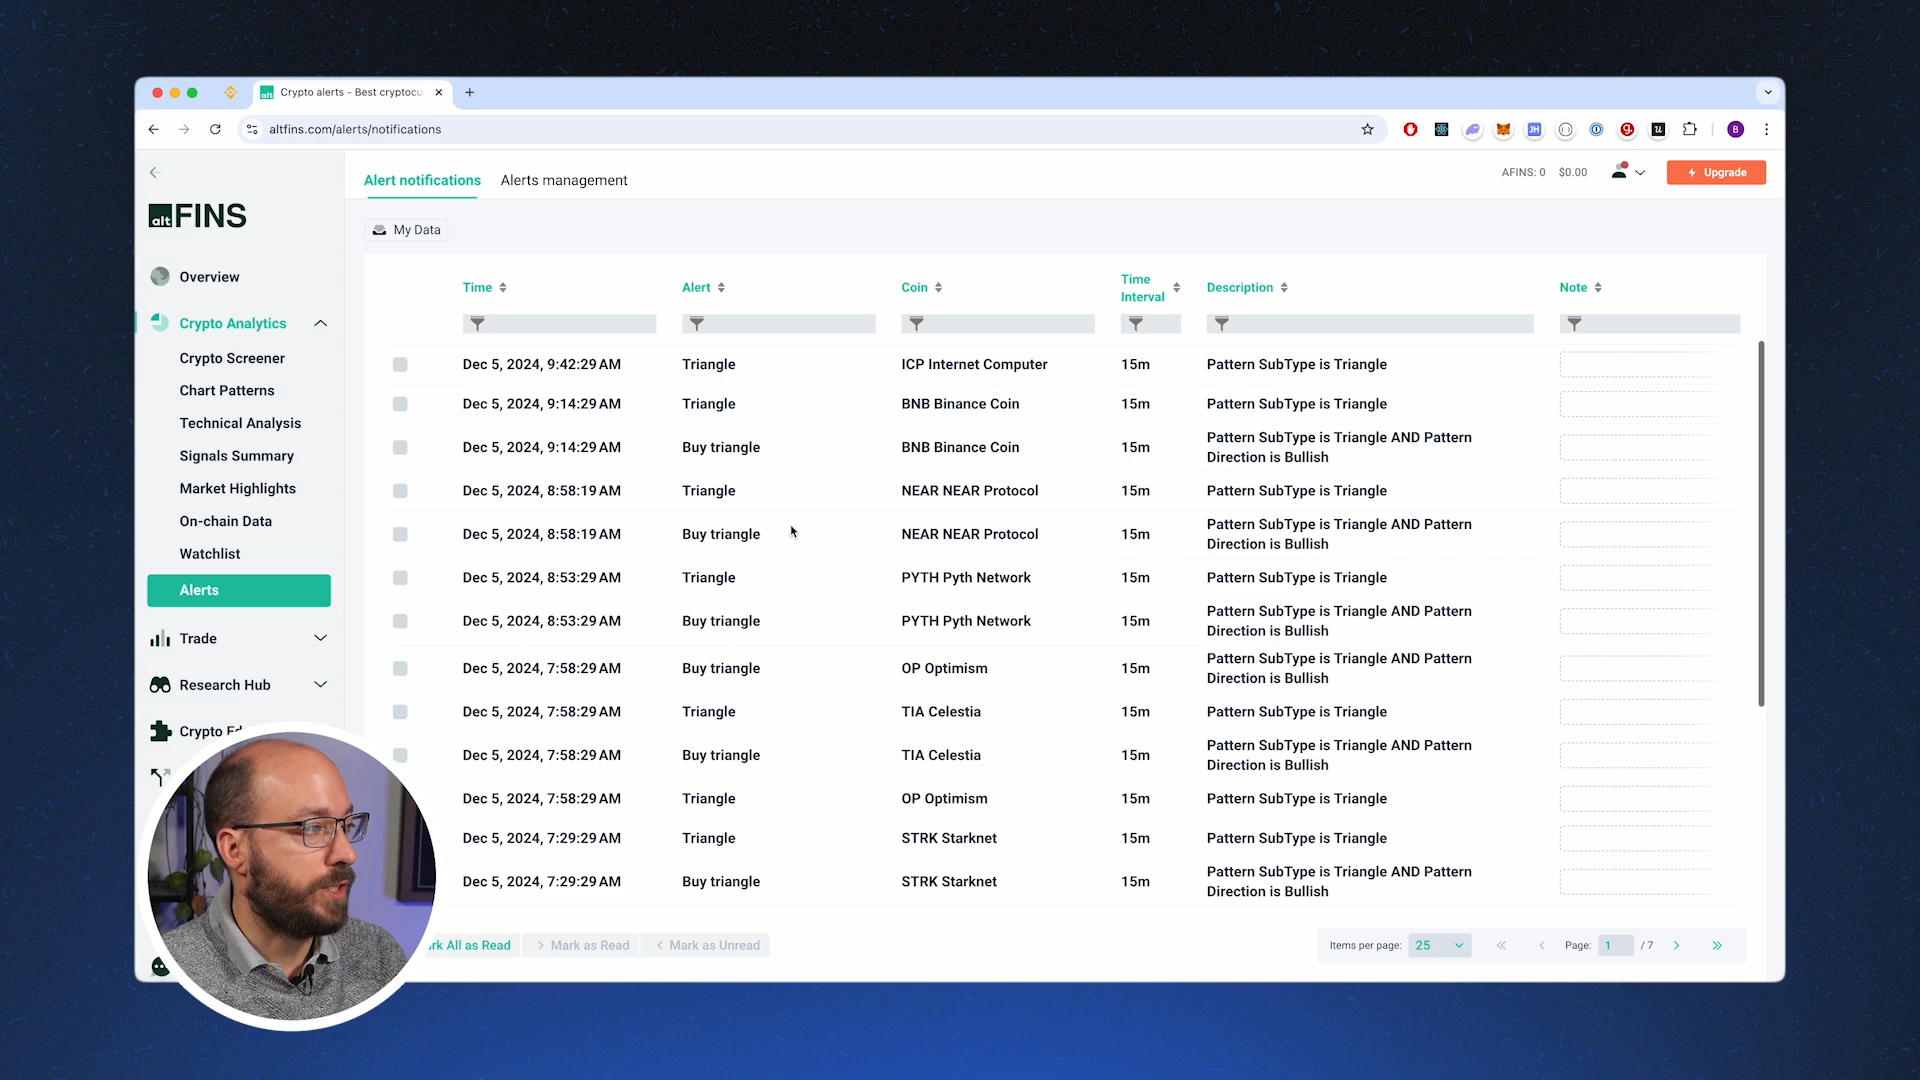 Crypto alerts - Best cryptocu
altfins.com/alerts/notifications
JH
B
alt FINS
Alert notifications
Alerts management
AFINS: 0 $0.00
Upgrade
My Data
Overview
Crypto Analytics
Crypto Screener
Chart Patterns
Technical Analysis
Signals Summary
Market Highlights
On-chain Data
Watchlist
Alerts
Trade
Research Hub
Crypto Ed
Time Alert Coin Time Interval Description Note
Dec 5, 2024, 9:42:29 AM Triangle ICP Internet Computer 15m Pattern SubType is Triangle
Dec 5, 2024, 9:14:29 AM Triangle BNB Binance Coin 15m Pattern SubType is Triangle
Dec 5, 2024, 9:14:29 AM Buy triangle BNB Binance Coin 15m Pattern SubType is Triangle AND Pattern
Direction is Bullish
Dec 5, 2024, 8:58:19 AM Triangle NEAR NEAR Protocol 15m Pattern SubType is Triangle
Dec 5, 2024, 8:58:19 AM Buy triangle NEAR NEAR Protocol 15m Pattern SubType is Triangle AND Pattern
Direction is Bullish
Dec 5, 2024, 8:53:29 AM Triangle PYTH Pyth Network 15m Pattern SubType is Triangle
Dec 5, 2024, 8:53:29 AM Buy triangle PYTH Pyth Network 15m Pattern SubType is Triangle AND Pattern
Direction is Bullish
Dec 5, 2024, 7:58:29 AM Buy triangle OP Optimism 15m Pattern SubType is Triangle AND Pattern
Direction is Bullish
Dec 5, 2024, 7:58:29 AM Triangle TIA Celestia 15m Pattern SubType is Triangle
Dec 5, 2024, 7:58:29 AM Buy triangle TIA Celestia 15m Pattern SubType is Triangle AND Pattern
Direction is Bullish
Dec 5, 2024, 7:58:29 AM Triangle OP Optimism 15m Pattern SubType is Triangle
Dec 5, 2024, 7:29:29 AM Triangle STRK Starknet 15m Pattern SubType is Triangle
Dec 5, 2024, 7:29:29 AM Buy triangle STRK Starknet 15m Pattern SubType is Triangle AND Pattern
Direction is Bullish
rk All as Read
Mark as Read
Mark as Unread
Items per page: 25
Page: 1 / 7